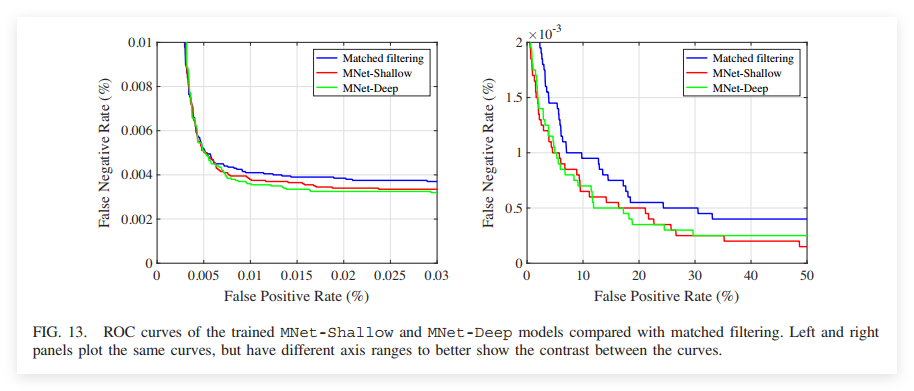 0.01
0.008
0.006
0.004
0.002
0
False Negative Rate (%)
Matched filtering
MNet-Shallow
MNet-Deep
0 0.005 0.01 0.015 0.02 0.025 0.03
False Positive Rate (%)
×10⁻³
2
1.5
1
0.5
0
False Negative Rate (%)
Matched filtering
MNet-Shallow
MNet-Deep
0 10 20 30 40 50
False Positive Rate (%)
FIG. 13. ROC curves of the trained MNet-Shallow and MNet-Deep models compared with matched filtering. Left and right
panels plot the same curves, but have different axis ranges to better show the contrast between the curves.